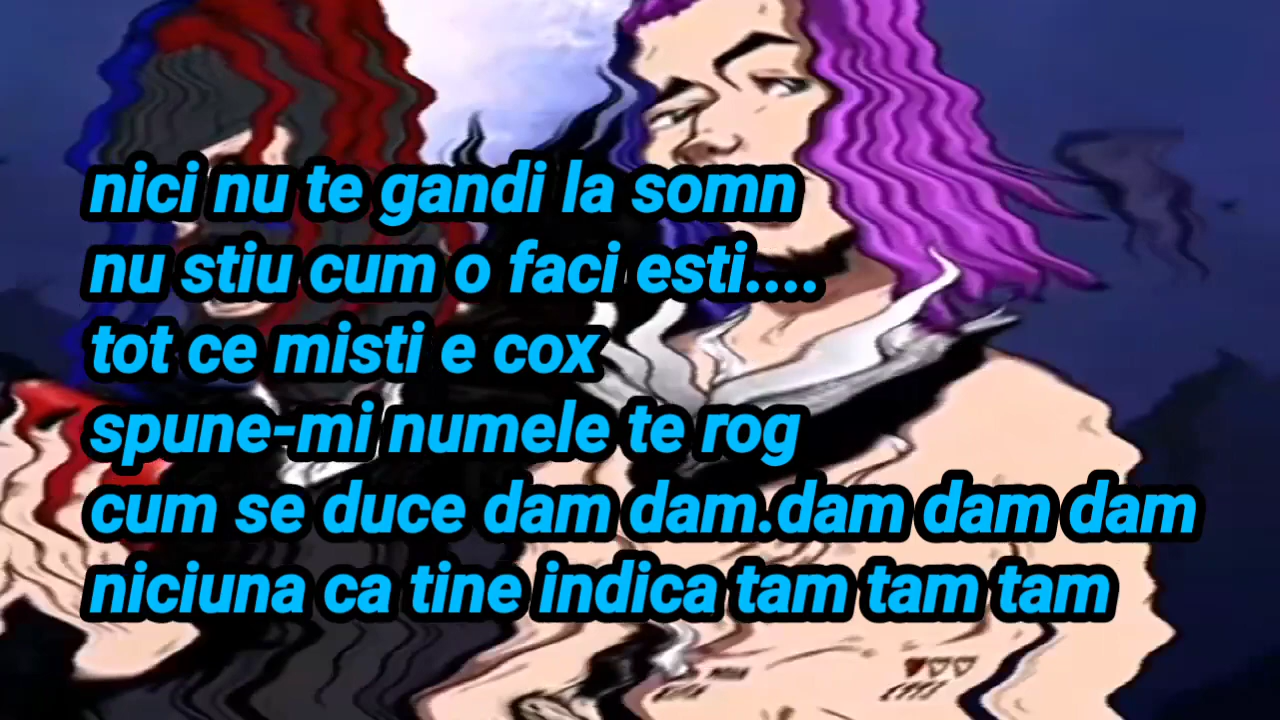 nici nu te gandi la somn
nu stiu cum o faci esti....
tot ce misti e cox
spune-mi numele te rog
cum se duce dam dam.dam dam dam
niciuna ca tine indica tam tam tam